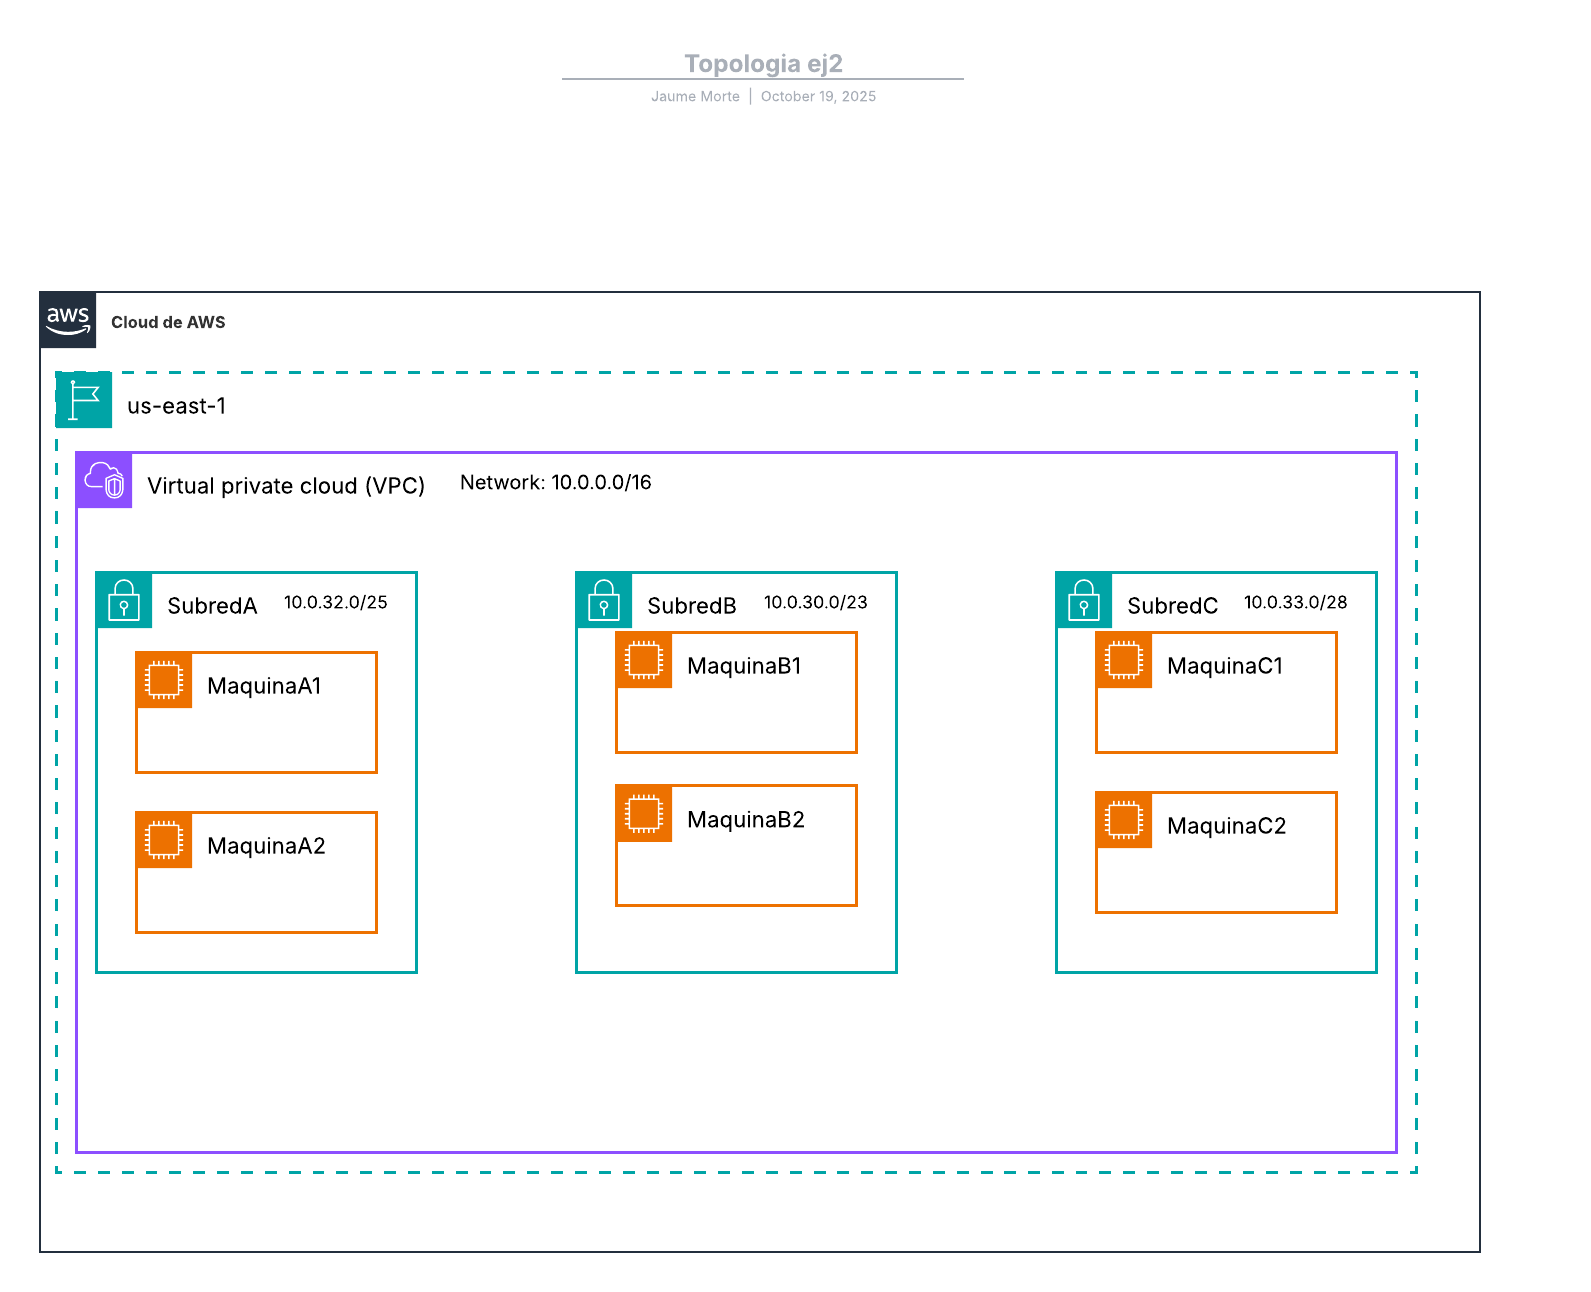 Topologia ej2
Jaume Morte | October 19, 2025
aws
Cloud de AWS
us-east-1
Virtual private cloud (VPC)
Network: 10.0.0.0/16
SubredA
10.0.32.0/25
MaquinaA1
MaquinaA2
SubredB
10.0.30.0/23
MaquinaB1
MaquinaB2
SubredC
10.0.33.0/28
MaquinaC1
MaquinaC2